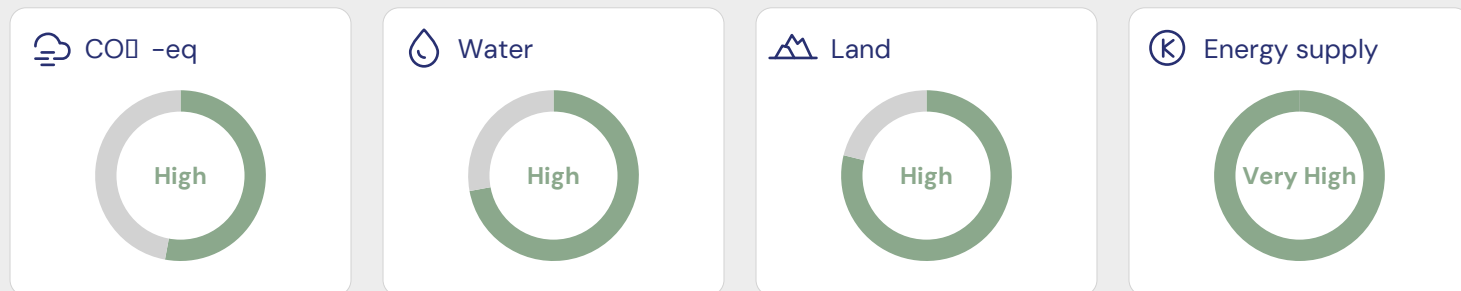 CO▯ -eq
High
Water
High
Land
High
Energy supply
Very High